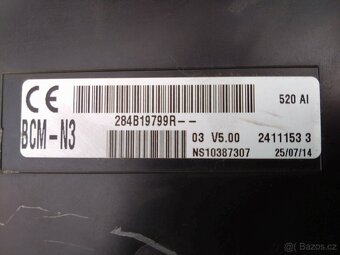 CE 520 AI
284B19799R--
BCM-N3
03 V5.00 2411153 3
NS10387307 25/07/14
©bazos.cz